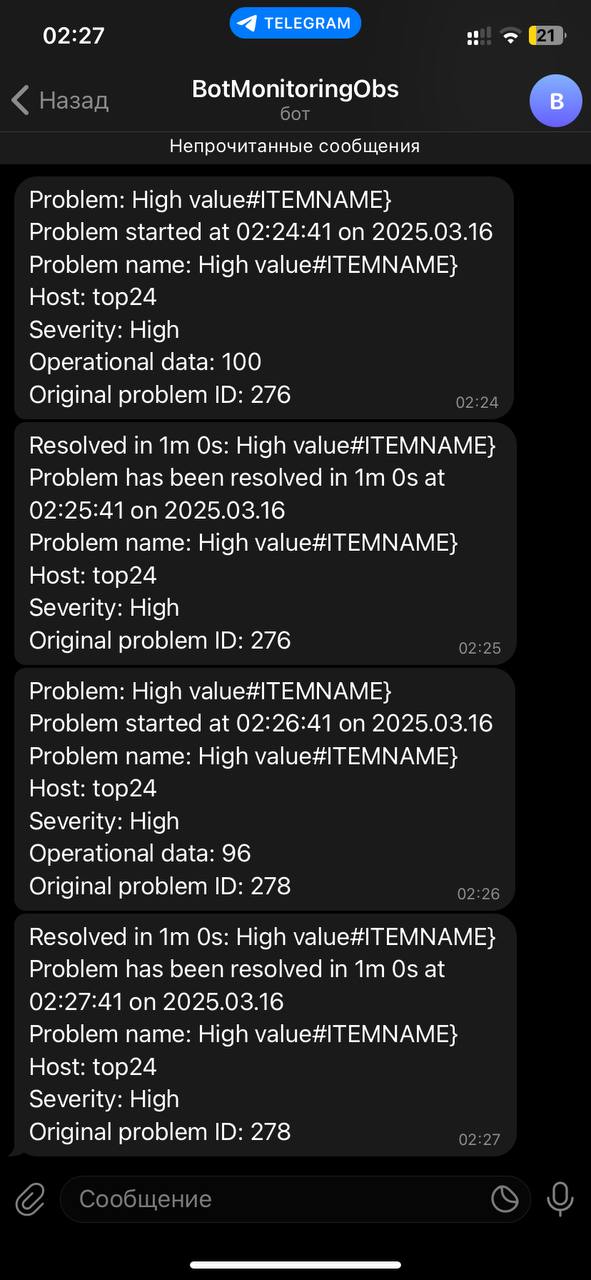 02:27
TELEGRAM
21
Назад
BotMonitoringObs
бот
B
Непрочитанные сообщения
Problem: High value#ITEMNAME}
Problem started at 02:24:41 on 2025.03.16
Problem name: High value#ITEMNAME}
Host: top24
Severity: High
Operational data: 100
Original problem ID: 276
02:24
Resolved in 1m 0s: High value#ITEMNAME}
Problem has been resolved in 1m 0s at
02:25:41 on 2025.03.16
Problem name: High value#ITEMNAME}
Host: top24
Severity: High
Original problem ID: 276
02:25
Problem: High value#ITEMNAME}
Problem started at 02:26:41 on 2025.03.16
Problem name: High value#ITEMNAME}
Host: top24
Severity: High
Operational data: 96
Original problem ID: 278
02:26
Resolved in 1m 0s: High value#ITEMNAME}
Problem has been resolved in 1m 0s at
02:27:41 on 2025.03.16
Problem name: High value#ITEMNAME}
Host: top24
Severity: High
Original problem ID: 278
02:27
Сообщение